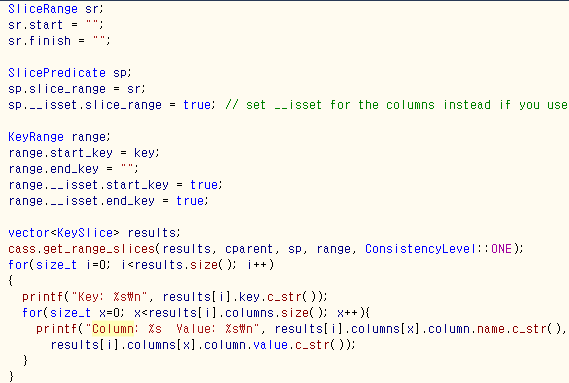 SliceRange sr;
sr.start = "";
sr.finish = "";
SlicePredicate sp;
sp.slice_range = sr;
sp.__isset.slice_range = true; // set __isset for the columns instead if you use
KeyRange range;
range.start_key = key;
range.end_key = "";
range.__isset.start_key = true;
range.__isset.end_key = true;
vector<KeySlice> results;
cass.get_range_slices(results, cparent, sp, range, ConsistencyLevel::ONE);
for(size_t i=0; i<results.size(); i++)
{
printf("Key: %s₩n", results[i].key.c_str());
for(size_t x=0; x<results[i].columns.size(); x++){
printf("Column: %s  Value: %s₩n", results[i].columns[x].column.name.c_str(),
results[i].columns[x].column.value.c_str());
}
}